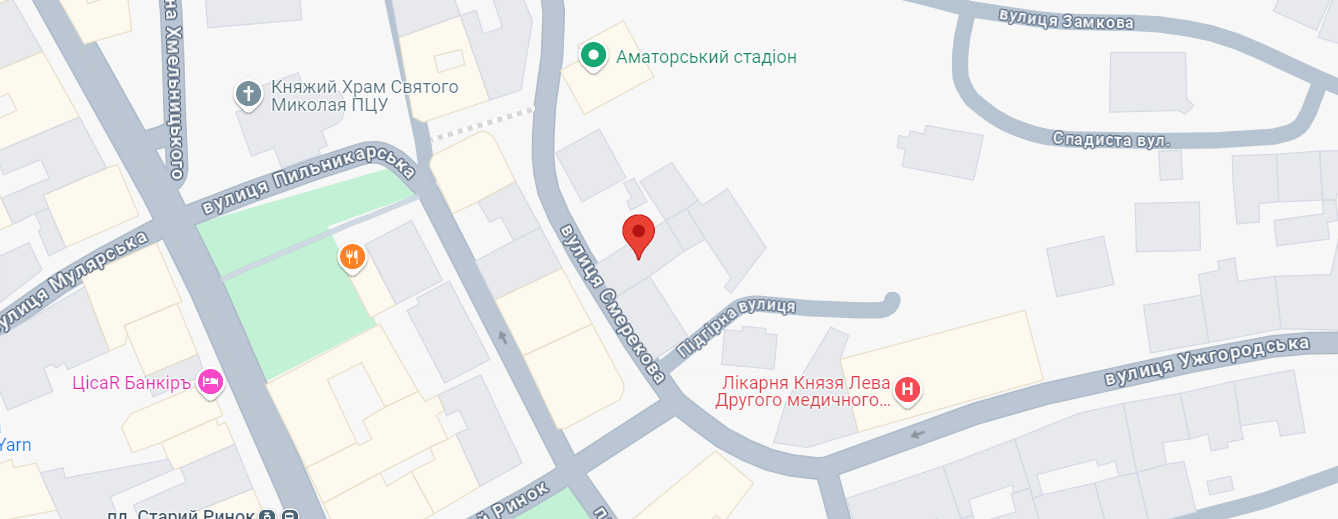 вулиця Замкова
на Хмельницького
Аматорський стадіон
Княжий Храм Святого
Миколая ПЦУ
Спадиста вул.
вулиця Пильникарська
вулиця Мулярська
вулиця Смерекова
Підгірна вулиця
вулиця Ужгородська
ЦісаR Банкіръ
Лікарня Князя Лева
Другого медичного...
H
Yarn
й Ринок
пл. Старий Ринок